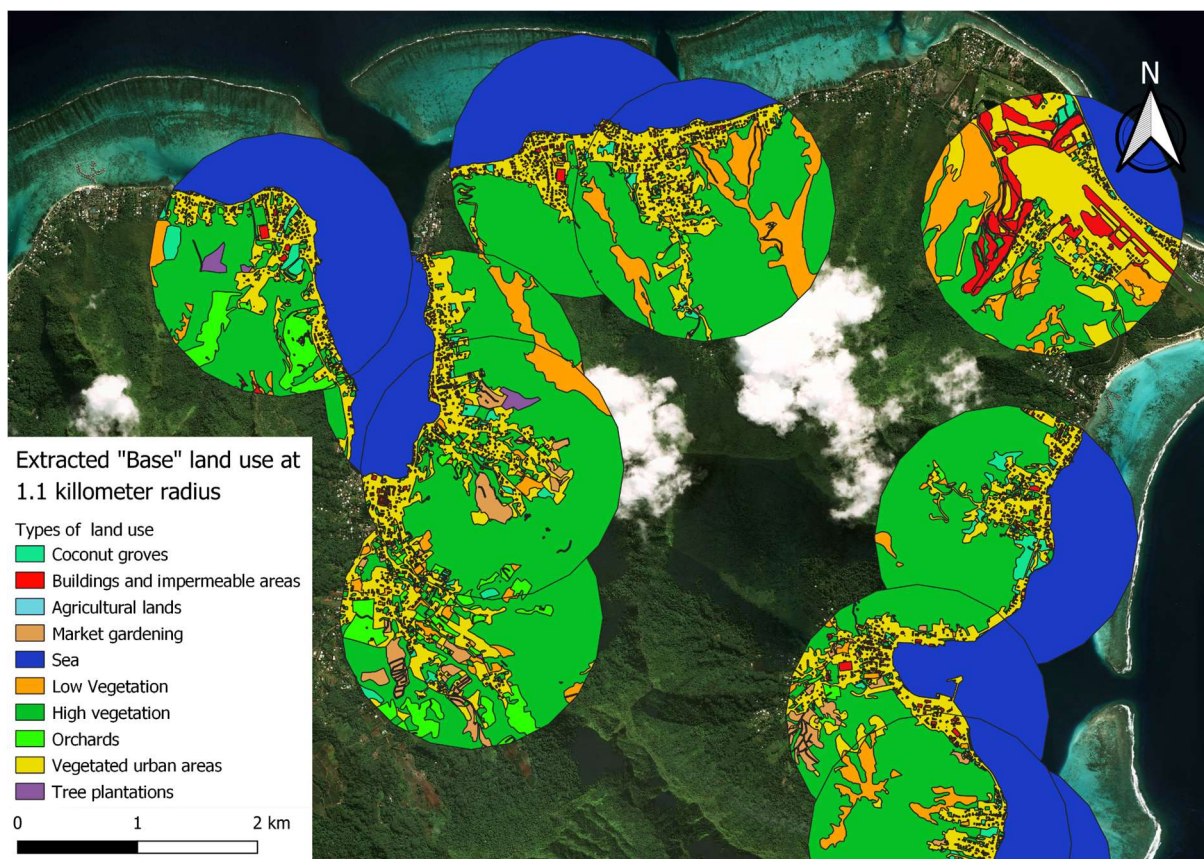 N
Extracted "Base" land use at
1.1 killometer radius
Types of land use
Coconut groves
Buildings and impermeable areas
Agricultural lands
Market gardening
Sea
Low Vegetation
High vegetation
Orchards
Vegetated urban areas
Tree plantations
0 1 2 km